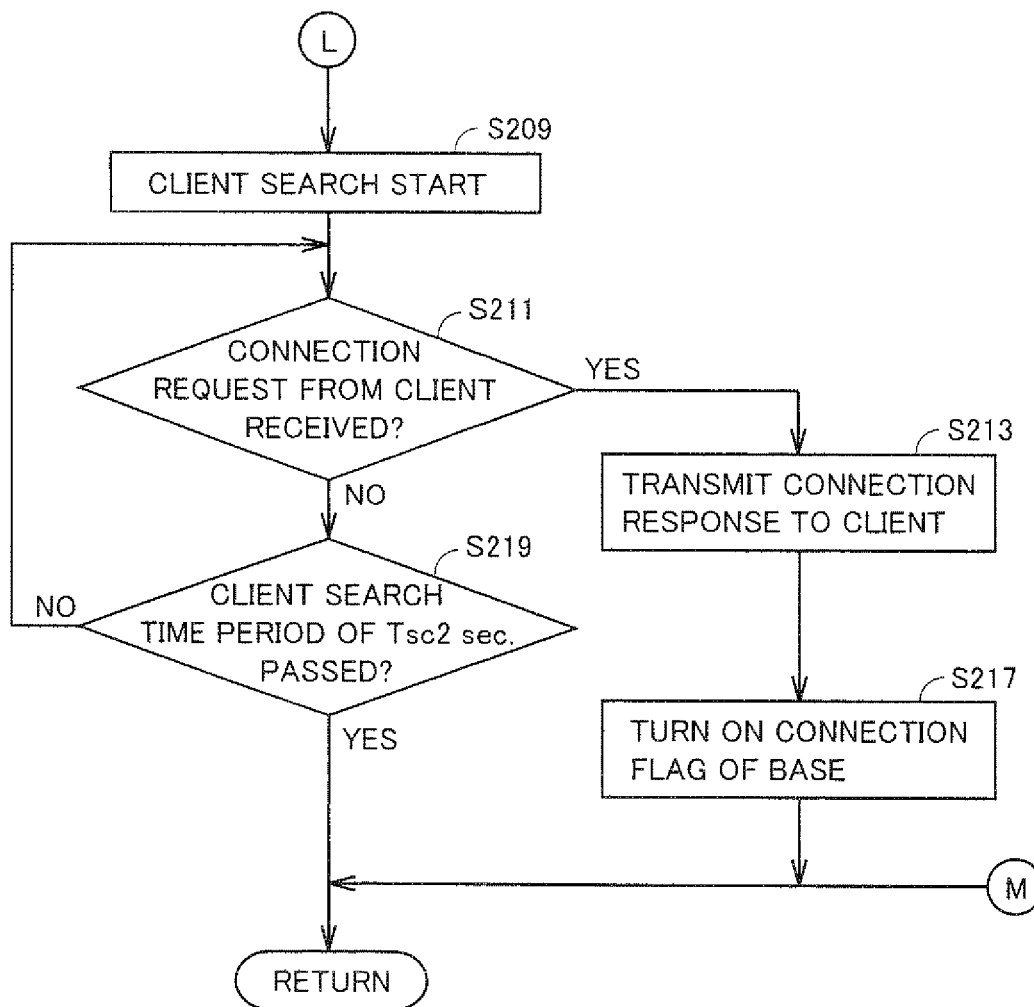 L
S209
CLIENT SEARCH START
S211
CONNECTION
REQUEST FROM CLIENT
RECEIVED?
YES
S213
TRANSMIT CONNECTION
RESPONSE TO CLIENT
NO
S219
CLIENT SEARCH
TIME PERIOD OF Tsc2 sec.
PASSED?
NO
S217
TURN ON CONNECTION
FLAG OF BASE
YES
M
RETURN